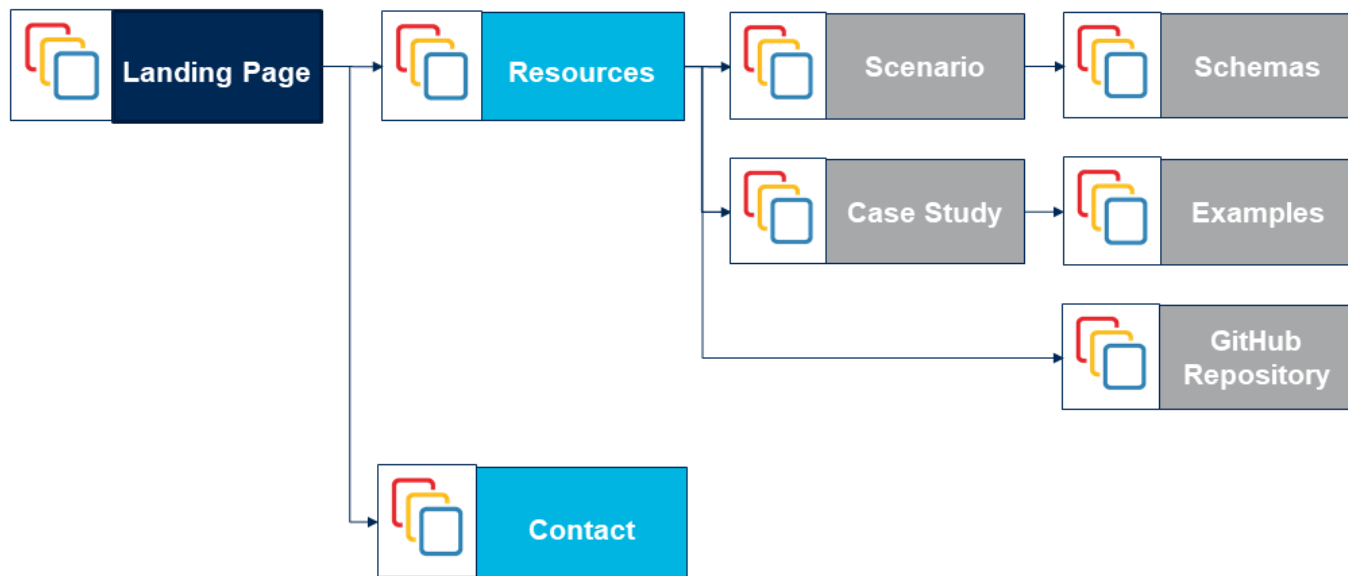 Landing Page
Resources
Scenario
Schemas
Case Study
Examples
GitHub
Repository
Contact